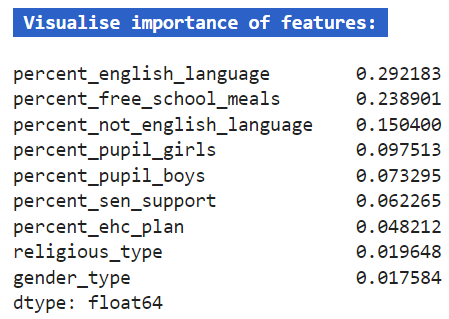 Visualise importance of features:
percent_english_language 0.292183
percent_free_school_meals 0.238901
percent_not_english_language 0.150400
percent_pupil_girls 0.097513
percent_pupil_boys 0.073295
percent_sen_support 0.062265
percent_ehc_plan 0.048212
religious_type 0.019648
gender_type 0.017584
dtype: float64